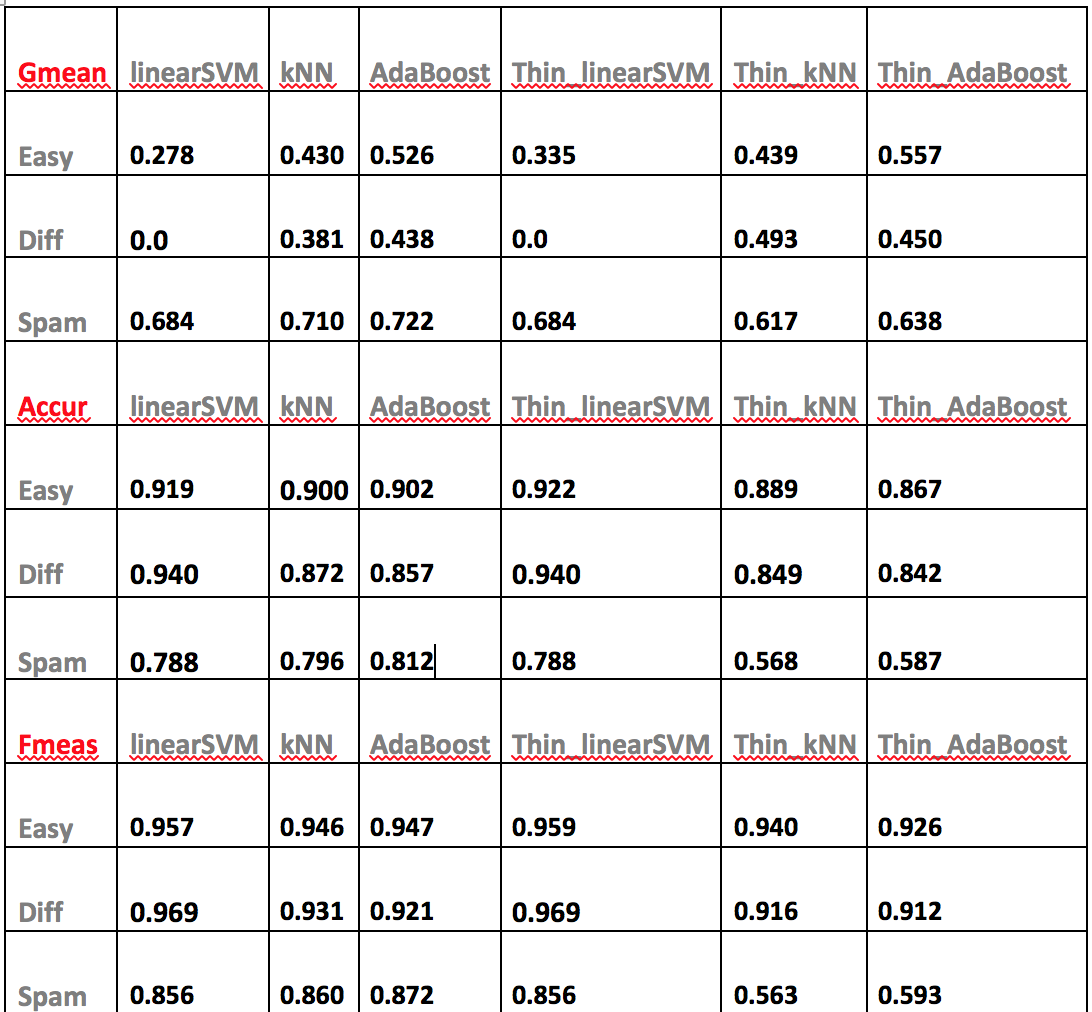 Gmean linearSVM kNN AdaBoost Thin_linearSVM Thin_kNN Thin_AdaBoost
Easy 0.278 0.430 0.526 0.335 0.439 0.557
Diff 0.0 0.381 0.438 0.0 0.493 0.450
Spam 0.684 0.710 0.722 0.684 0.617 0.638
Accur linearSVM kNN AdaBoost Thin_linearSVM Thin_kNN Thin_AdaBoost
Easy 0.919 0.900 0.902 0.922 0.889 0.867
Diff 0.940 0.872 0.857 0.940 0.849 0.842
Spam 0.788 0.796 0.812 0.788 0.568 0.587
Fmeas linearSVM kNN AdaBoost Thin_linearSVM Thin_kNN Thin_AdaBoost
Easy 0.957 0.946 0.947 0.959 0.940 0.926
Diff 0.969 0.931 0.921 0.969 0.916 0.912
Spam 0.856 0.860 0.872 0.856 0.563 0.593